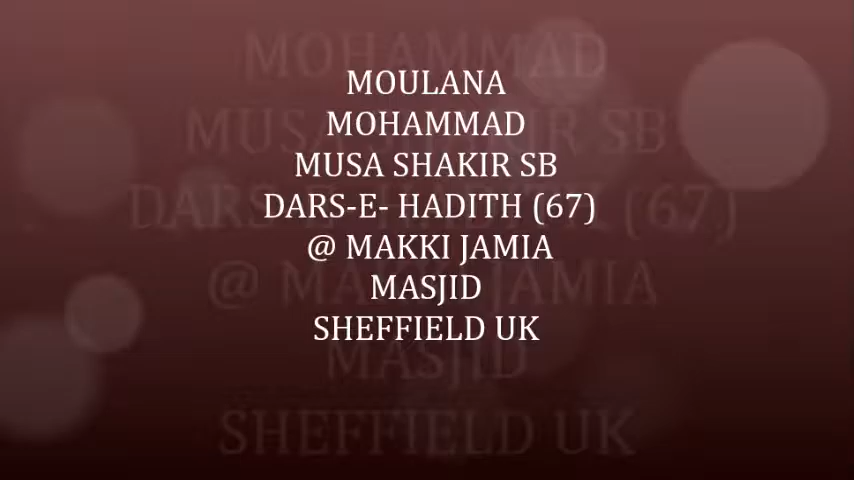 MOULANA
MOHAMMAD
MUSA SHAKIR SB
DARS-E- HADITH (67)
@ MAKKI JAMIA
MASJID
SHEFFIELD UK